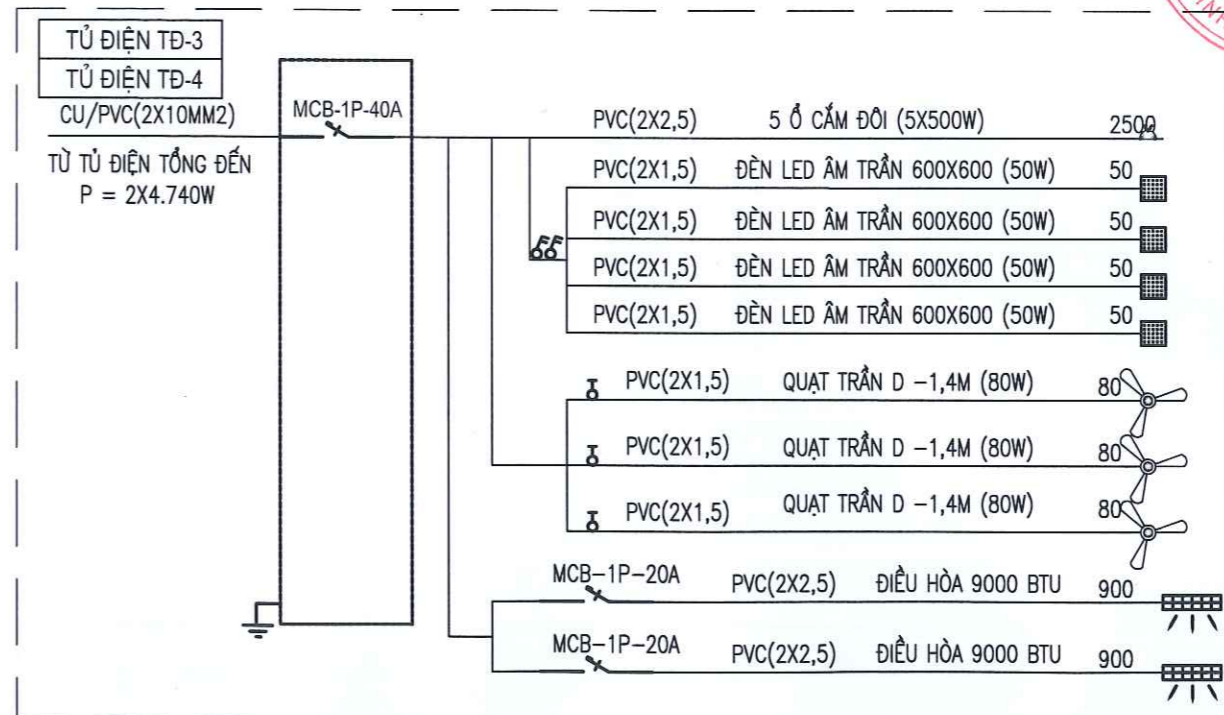 TỦ ĐIỆN TĐ-3
TỦ ĐIỆN TĐ-4
CU/PVC(2X10MM2)
TỪ TỦ ĐIỆN TỔNG ĐẾN
P = 2X4.740W
MCB-1P-40A
PVC(2X2,5) 5 Ổ CẮM ĐÔI (5X500W) 2500
PVC(2X1,5) ĐÈN LED ÂM TRẦN 600X600 (50W) 50
PVC(2X1,5) ĐÈN LED ÂM TRẦN 600X600 (50W) 50
PVC(2X1,5) ĐÈN LED ÂM TRẦN 600X600 (50W) 50
PVC(2X1,5) ĐÈN LED ÂM TRẦN 600X600 (50W) 50
PVC(2X1,5) QUẠT TRẦN D -1,4M (80W) 80
PVC(2X1,5) QUẠT TRẦN D -1,4M (80W) 80
PVC(2X1,5) QUẠT TRẦN D -1,4M (80W) 80
MCB-1P-20A PVC(2X2,5) ĐIỀU HÒA 9000 BTU 900
MCB-1P-20A PVC(2X2,5) ĐIỀU HÒA 9000 BTU 900